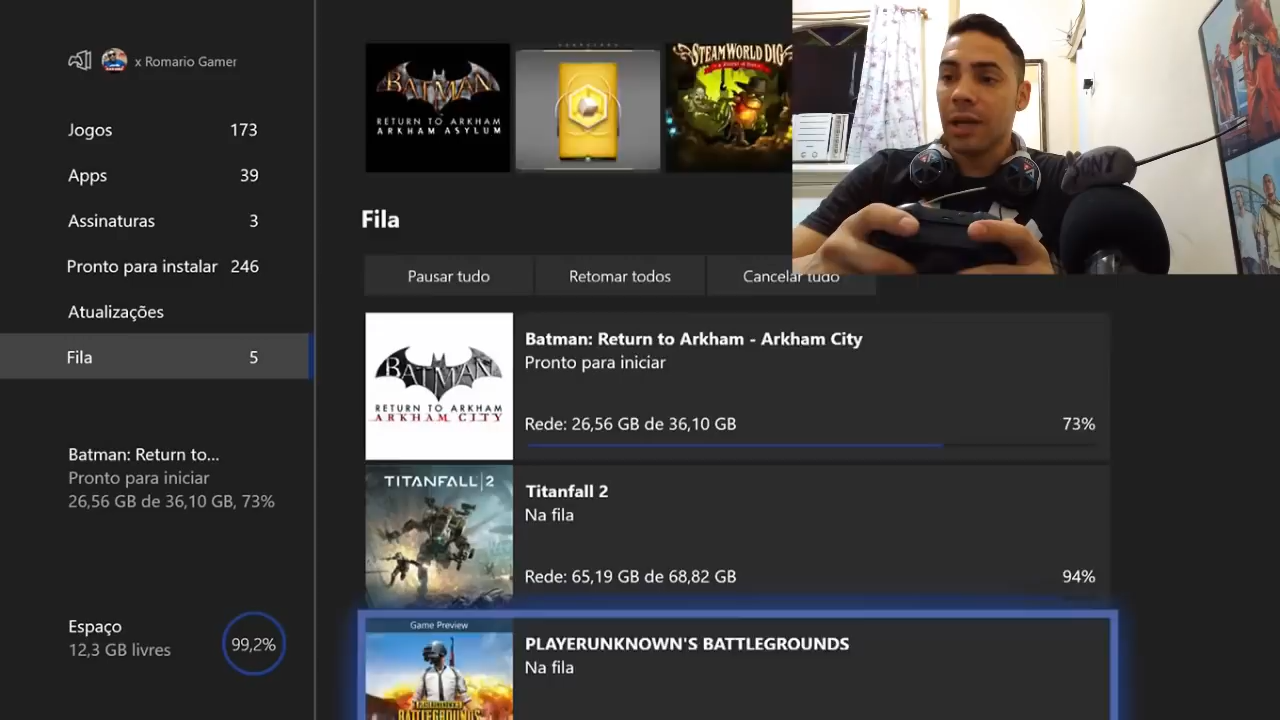 x Romario Gamer
Jogos 173
Apps 39
Assinaturas 3
Pronto para instalar 246
Atualizações
Fila 5
Batman: Return to...
Pronto para iniciar
26,56 GB de 36,10 GB, 73%
Espaço
12,3 GB livres
99,2%
BATMAN
RETURN TO ARKHAM
ARKHAM ASYLUM
STEAMWORLD DIG
Fila
Pausar tudo
Retomar todos
Cancelar tudo
BATMAN
RETURN TO ARKHAM
ARKHAM CITY
Batman: Return to Arkham - Arkham City
Pronto para iniciar
Rede: 26,56 GB de 36,10 GB 73%
TITANFALL 2
Titanfall 2
Na fila
Rede: 65,19 GB de 68,82 GB 94%
Game Preview
PLAYERUNKNOWN'S
BATTLEGROUNDS
PLAYERUNKNOWN'S BATTLEGROUNDS
Na fila